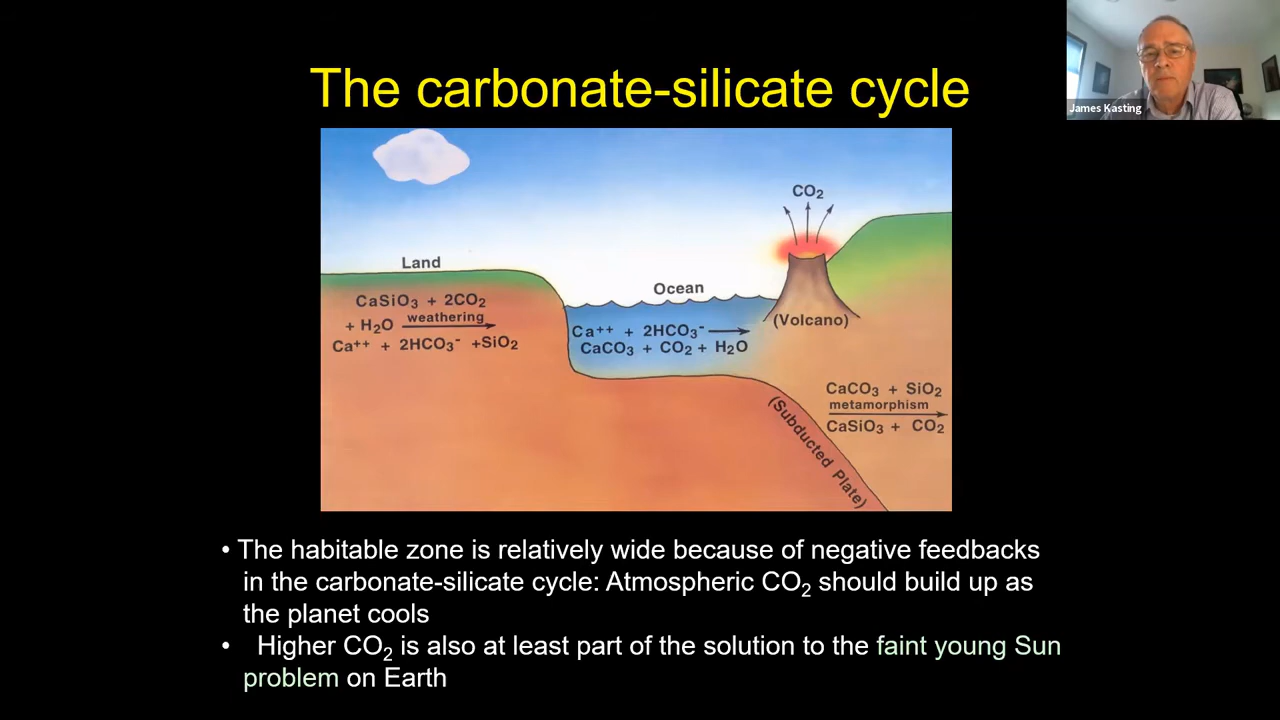 The carbonate-silicate cycle
James Kasting
CO₂
Land
Ocean
CaSiO₃ + 2CO₂
+ H₂O weathering
Ca⁺⁺ + 2HCO₃⁻ +SiO₂
Ca⁺⁺ + 2HCO₃⁻
CaCO₃ + CO₂ + H₂O
(Volcano)
CaCO₃ + SiO₂
metamorphism
CaSiO₃ + CO₂
(Subducted Plate)
• The habitable zone is relatively wide because of negative feedbacks
in the carbonate-silicate cycle: Atmospheric CO₂ should build up as
the planet cools
• Higher CO₂ is also at least part of the solution to the faint young Sun
problem on Earth